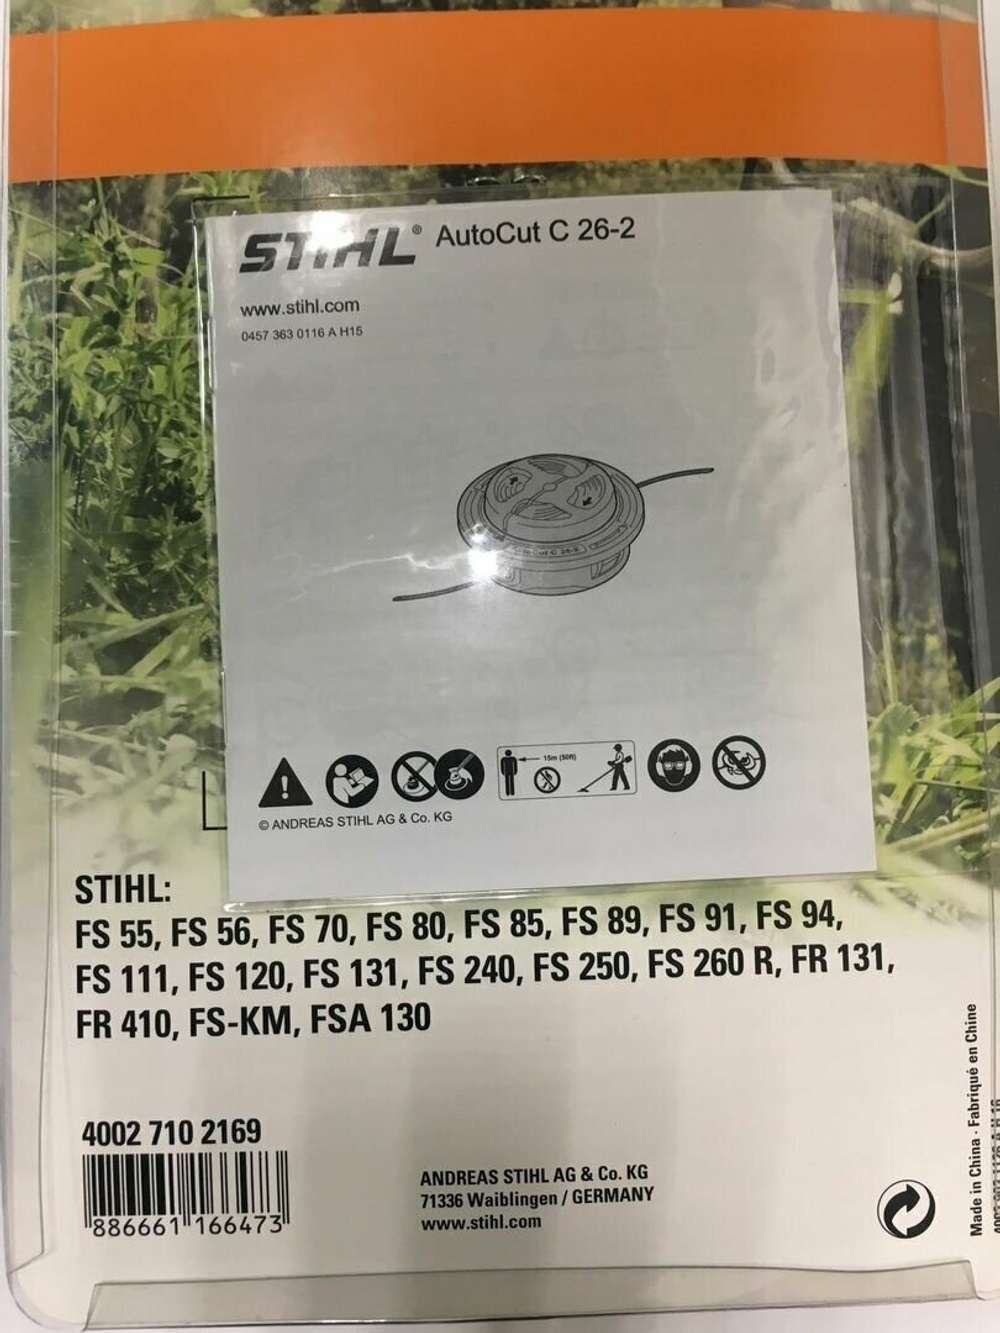 STIHL® AutoCut C 26-2
www.stihl.com
0457 363 0116 A H15
AutoCut C 26-2
15m (50ft)
© ANDREAS STIHL AG & Co. KG
STIHL:
FS 55, FS 56, FS 70, FS 80, FS 85, FS 89, FS 91, FS 94,
FS 111, FS 120, FS 131, FS 240, FS 250, FS 260 R, FR 131,
FR 410, FS-KM, FSA 130
4002 710 2169
886661 166473
ANDREAS STIHL AG & Co. KG
71336 Waiblingen / GERMANY
www.stihl.com
Made in China · Fabriqué en Chine